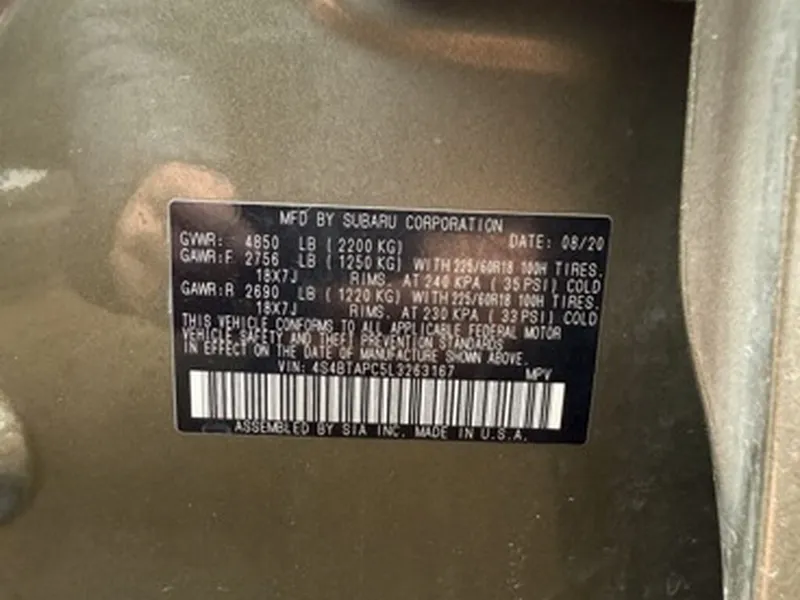 MFD BY SUBARU CORPORATION
GVWR: 4850 LB ( 2200 KG) DATE: 08/20
GAWR:F 2756 LB ( 1250 KG) WITH 225/60R18 100H TIRES.
18X7J RIMS. AT 240 KPA ( 35 PSI) COLD
GAWR:R 2690 LB ( 1220 KG) WITH 225/60R18 100H TIRES.
18X7J RIMS. AT 230 KPA ( 33 PSI) COLD
THIS VEHICLE CONFORMS TO ALL APPLICABLE FEDERAL MOTOR
VEHICLE SAFETY AND THEFT PREVENTION STANDARDS
IN EFFECT ON THE DATE OF MANUFACTURE SHOWN ABOVE.
VIN: 4S4BTAPC5L3263167 MPV
ASSEMBLED BY SIA INC. MADE IN U.S.A.